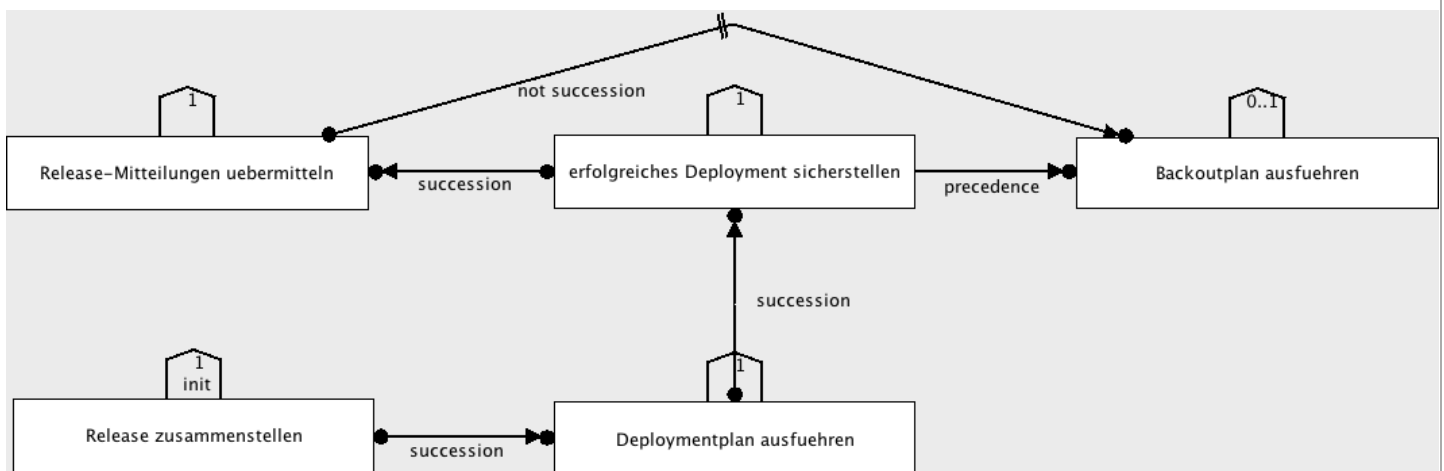 not succession
1
1
0..1
Release-Mitteilungen uebermitteln
succession
erfolgreiches Deployment sicherstellen
precedence
Backoutplan ausfuehren
succession
1
init
1
Release zusammenstellen
succession
Deploymentplan ausfuehren